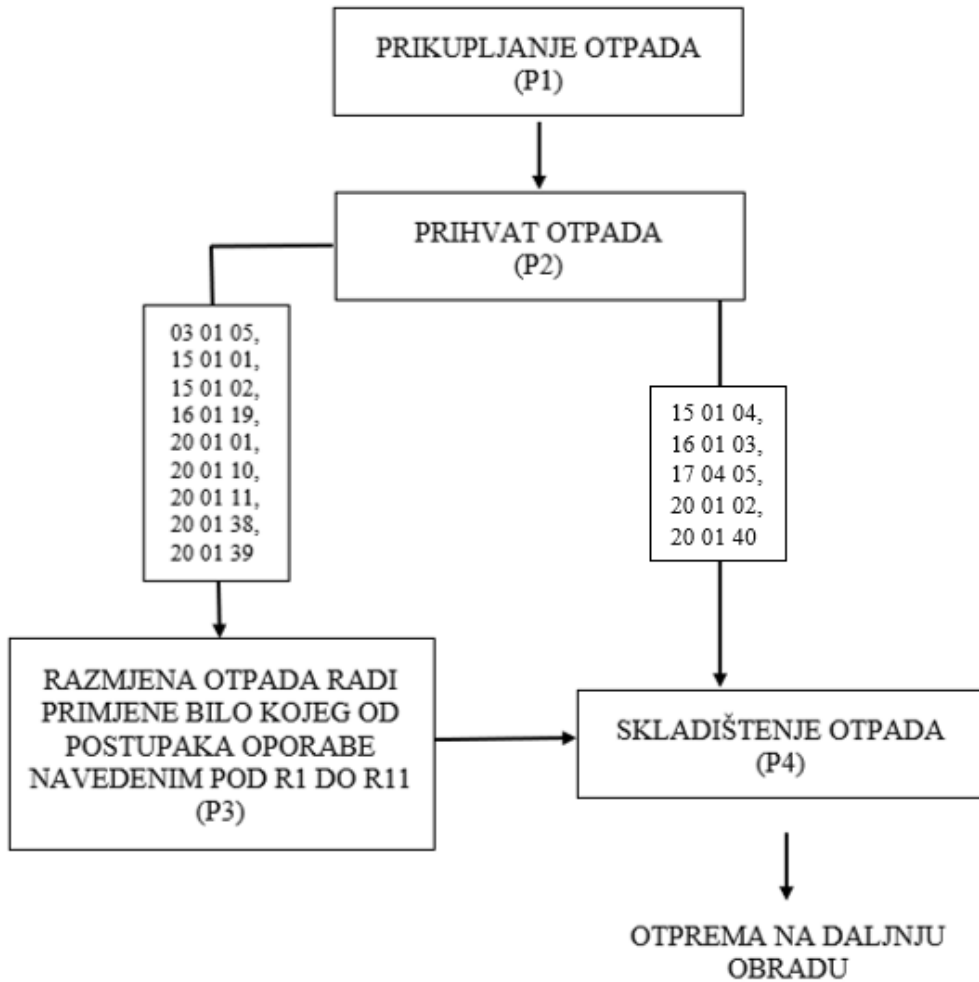 PRIKUPLJANJE OTPADA
(P1)
PRIHVAT OTPADA
(P2)
03 01 05,
15 01 01,
15 01 02,
16 01 19,
20 01 01,
20 01 10,
20 01 11,
20 01 38,
20 01 39
15 01 04,
16 01 03,
17 04 05,
20 01 02,
20 01 40
RAZMJENA OTPADA RADI
PRIMJENE BILO KOJEG OD
POSTUPAKA OPORABE
NAVEDENIM POD R1 DO R11
(P3)
SKLADIŠTENJE OTPADA
(P4)
OTPREMA NA DALJNJU
OBRADU